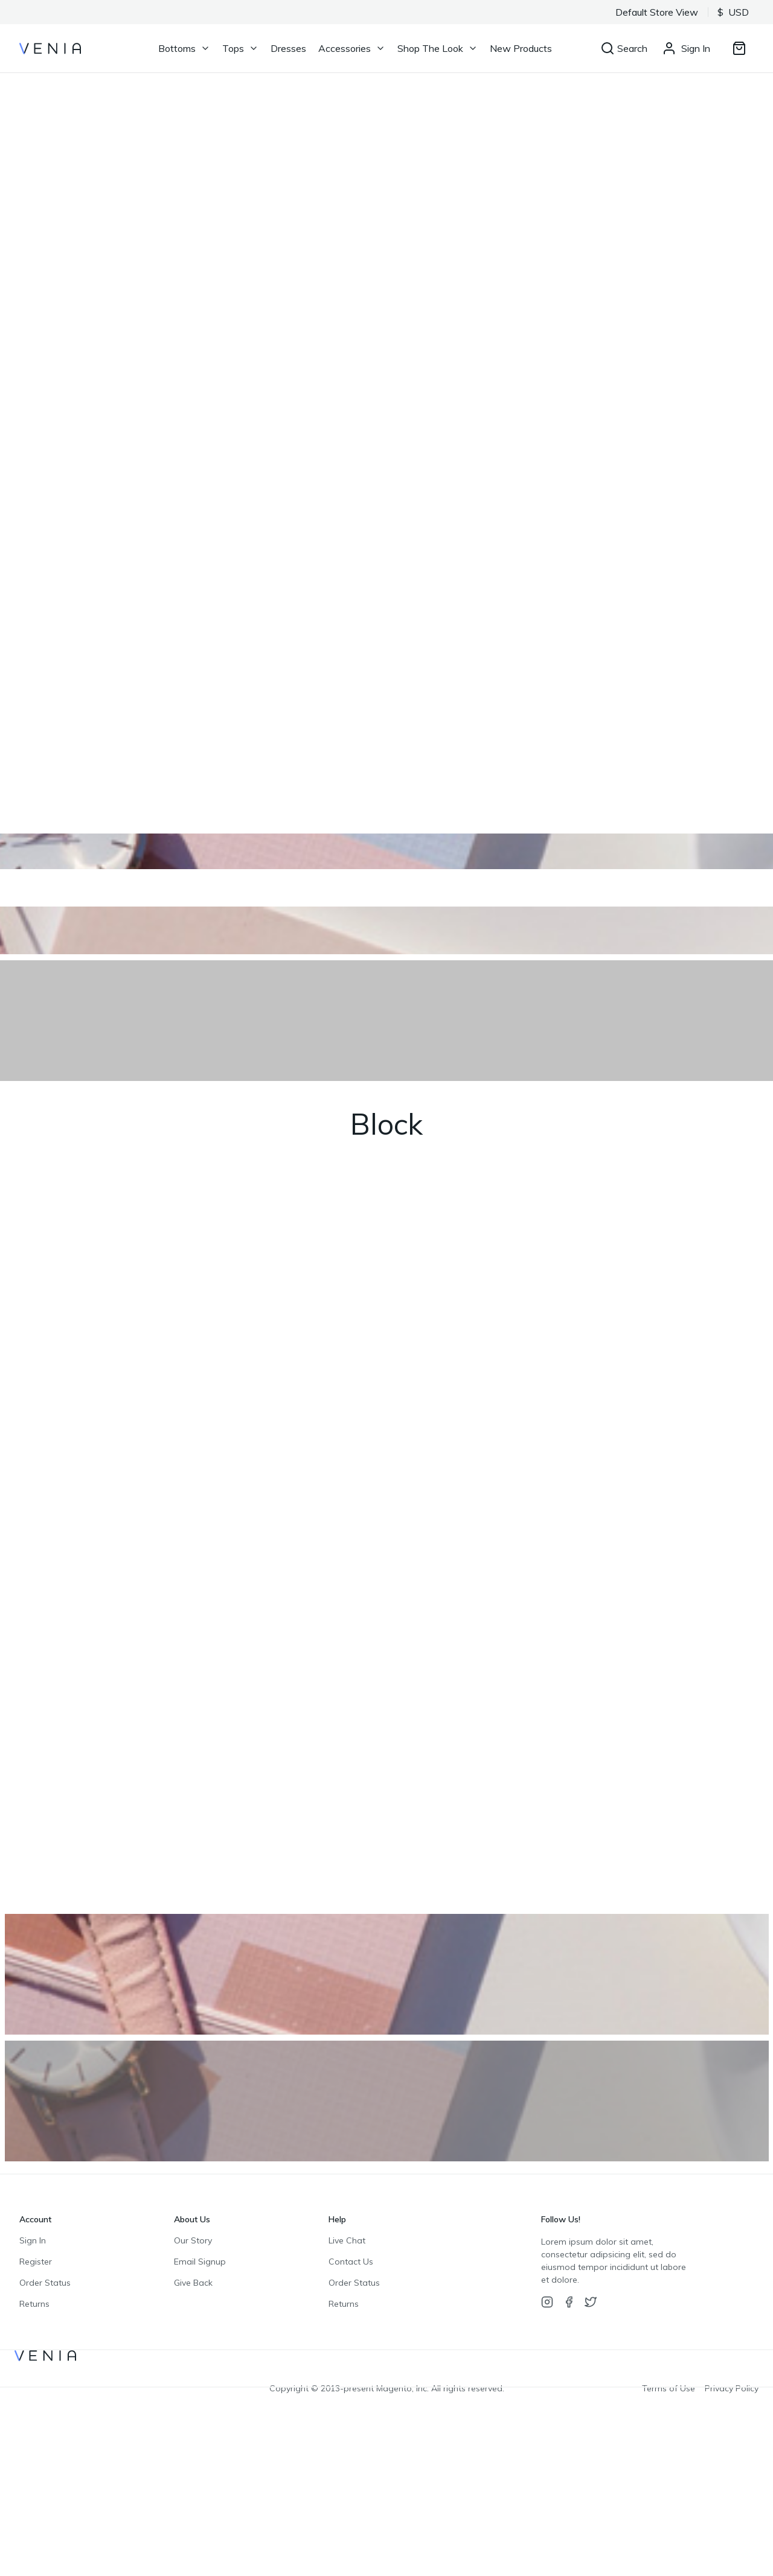 Default Store View $ USD
VENIA Bottoms Tops Dresses Accessories Shop The Look New Products Search Sign In
Block
Account
Sign In
Register
Order Status
Returns
About Us
Our Story
Email Signup
Give Back
Help
Live Chat
Contact Us
Order Status
Returns
Follow Us!
Lorem ipsum dolor sit amet,
consectetur adipsicing elit, sed do
eiusmod tempor incididunt ut labore
et dolore.
VENIA
Copyright © 2013-present Magento, Inc. All rights reserved. Terms of Use Privacy Policy